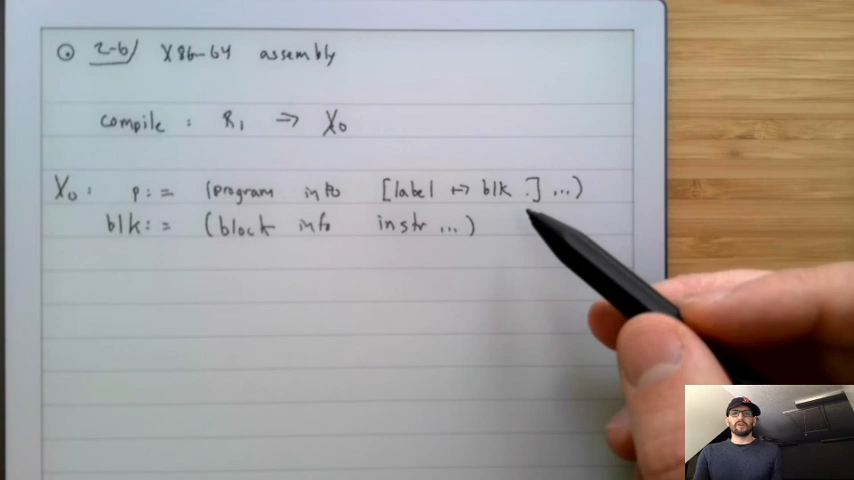 ⊙ 2-6/ X86-64 assembly
compile : R₁ ⇒ X₀
X₀: p:= (program info [label ↦ blk .] ...)
blk:= (block info instr ...)